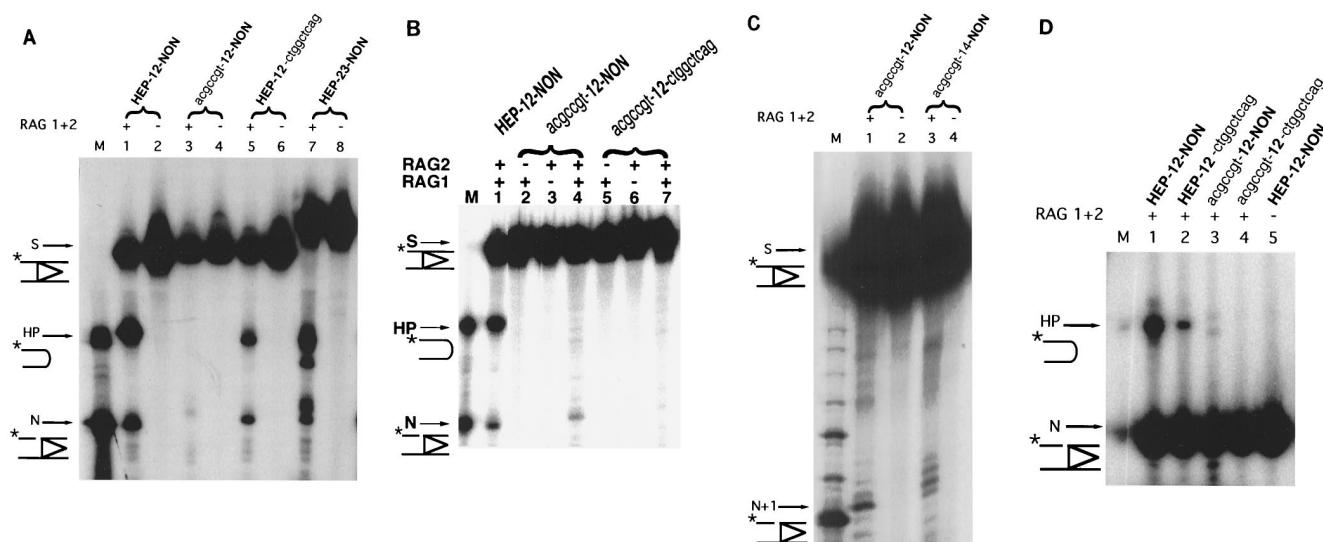 A
HEP-12-NON
acgccgt-12-NON
HEP-12-ctggctcag
HEP-23-NON
RAG 1+2 + - + - + - + -
M 1 2 3 4 5 6 7 8
S
*
HP
*
N
*
B
HEP-12-NON
acgccgt-12-NON
acgccgt-12-ctggctcag
RAG2 + - + + - + +
RAG1 + + - + + - +
M 1 2 3 4 5 6 7
S
*
HP
*
N
*
C
acgccgt-12-NON
acgccgt-14-NON
RAG 1+2 + - + -
M 1 2 3 4
S
*
N+1
*
D
HEP-12-NON
HEP-12-ctggctcag
acgccgt-12-NON
acgccgt-12-ctggctcag
HEP-12-NON
RAG 1+2 + + + + -
M 1 2 3 4 5
HP
*
N
*